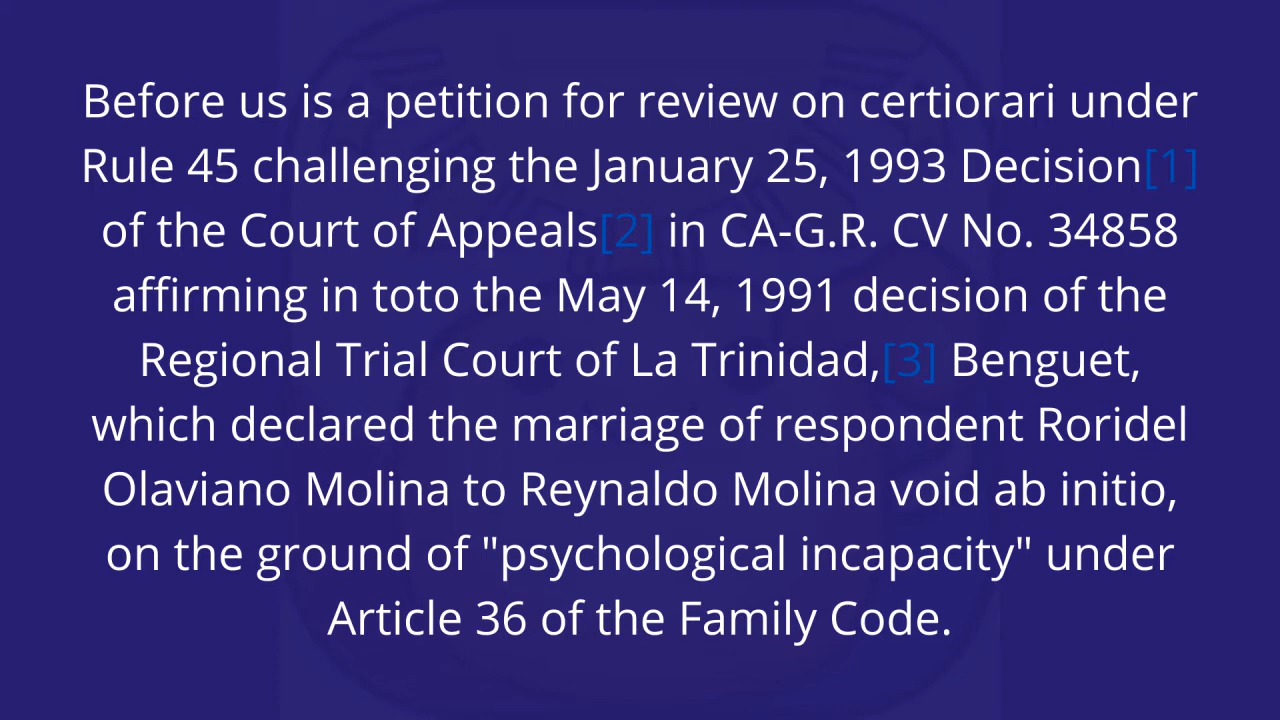 Before us is a petition for review on certiorari under
Rule 45 challenging the January 25, 1993 Decision[1]
of the Court of Appeals[2] in CA-G.R. CV No. 34858
affirming in toto the May 14, 1991 decision of the
Regional Trial Court of La Trinidad,[3] Benguet,
which declared the marriage of respondent Roridel
Olaviano Molina to Reynaldo Molina void ab initio,
on the ground of "psychological incapacity" under
Article 36 of the Family Code.